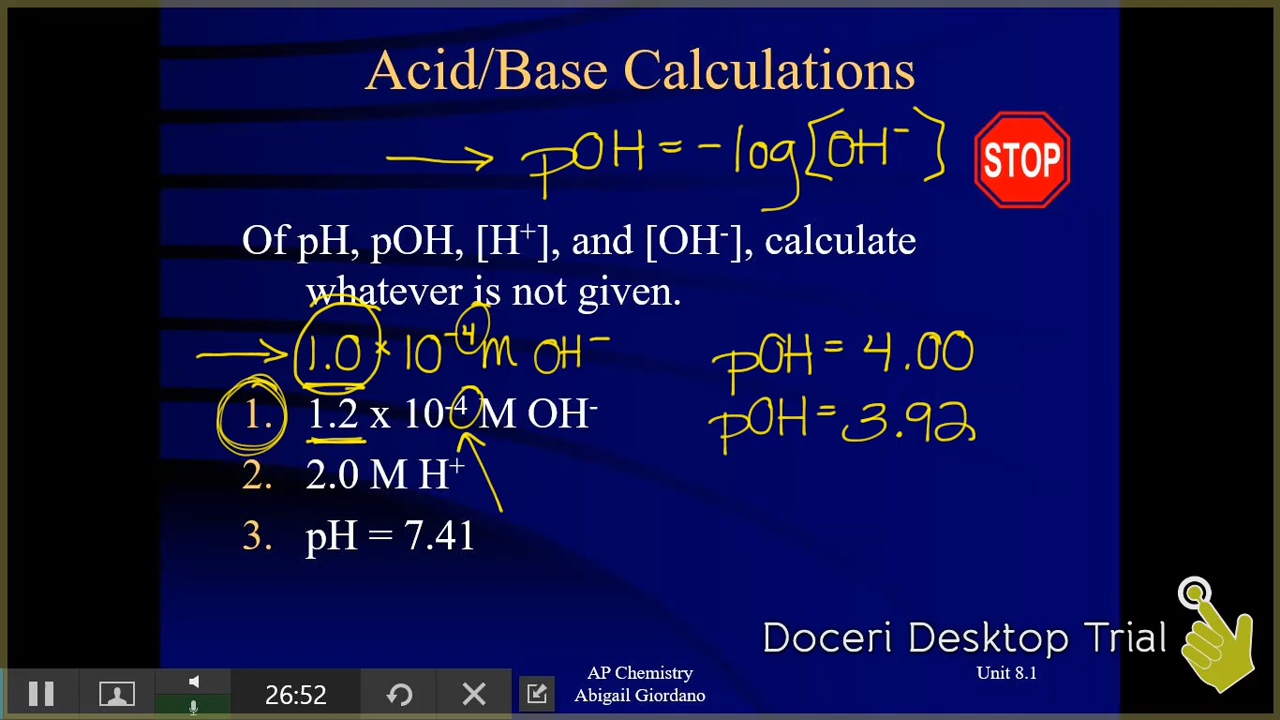 Acid/Base Calculations
→ pOH = -log[OH⁻]
STOP
Of pH, pOH, [H⁺], and [OH⁻], calculate
whatever is not given.
→ 1.0 × 10⁻⁴ M OH⁻
pOH = 4.00
1. 1.2 x 10⁻⁴ M OH⁻
pOH = 3.92
2. 2.0 M H⁺
3. pH = 7.41
Doceri Desktop Trial
AP Chemistry
Abigail Giordano
Unit 8.1
26:52